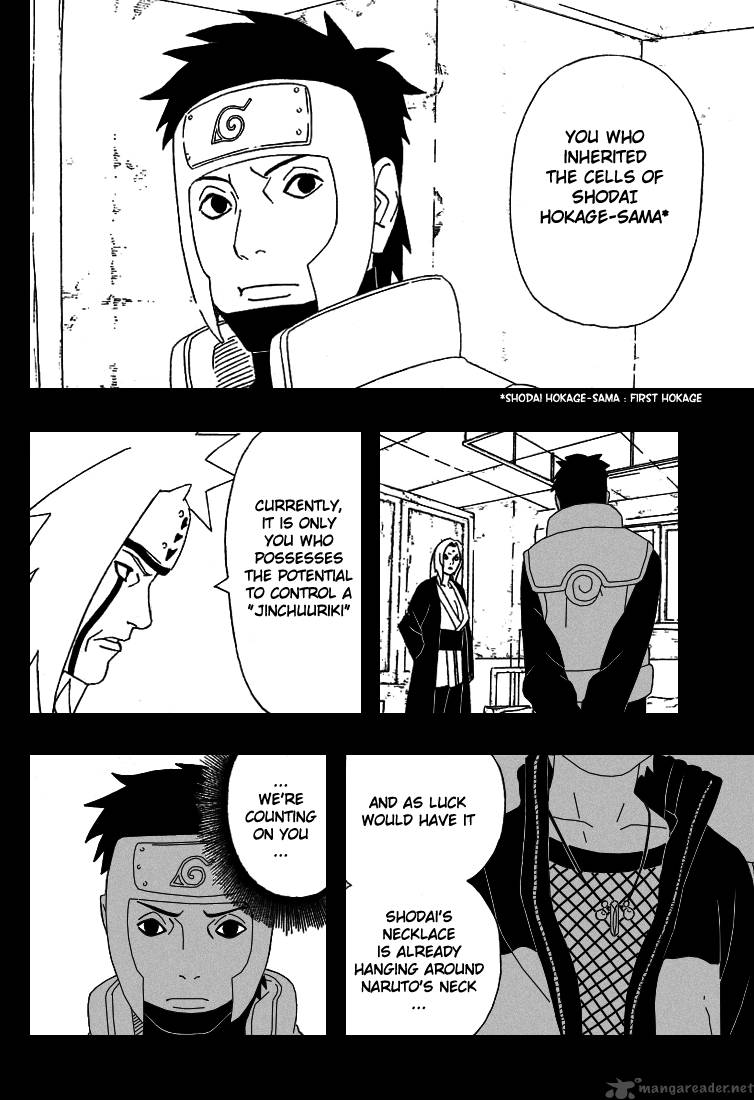 YOU WHO
INHERITED
THE CELLS OF
SHODAI
HOKAGE-SAMA*
*SHODAI HOKAGE-SAMA : FIRST HOKAGE
CURRENTLY,
IT IS ONLY
YOU WHO
POSSESSES
THE POTENTIAL
TO CONTROL A
"JINCHUURIKI"
...
WE'RE
COUNTING
ON YOU
...
AND AS LUCK
WOULD HAVE IT
SHODAI'S
NECKLACE
IS ALREADY
HANGING AROUND
NARUTO'S NECK
...
mangareader.net